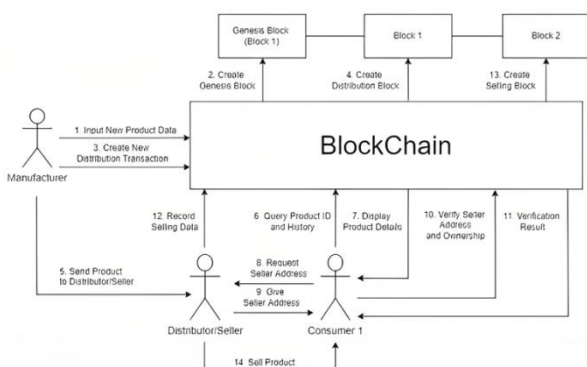 Genesis Block
(Block 1)
Block 1
Block 2
2. Create
Genesis Block
4. Create
Distribution Block
13. Create
Selling Block
1. Input New Product Data
3. Create New
Distribution Transaction
BlockChain
Manufacturer
12. Record
Selling Data
6. Query Product ID
and History
7. Display
Product Details
10. Verify Seller
Address
and Ownership
11. Verification
Result
5. Send Product
to Distributor/Seller
8. Request
Seller Address
9. Give
Seller Address
Distributor/Seller
Consumer 1
14. Sell Product